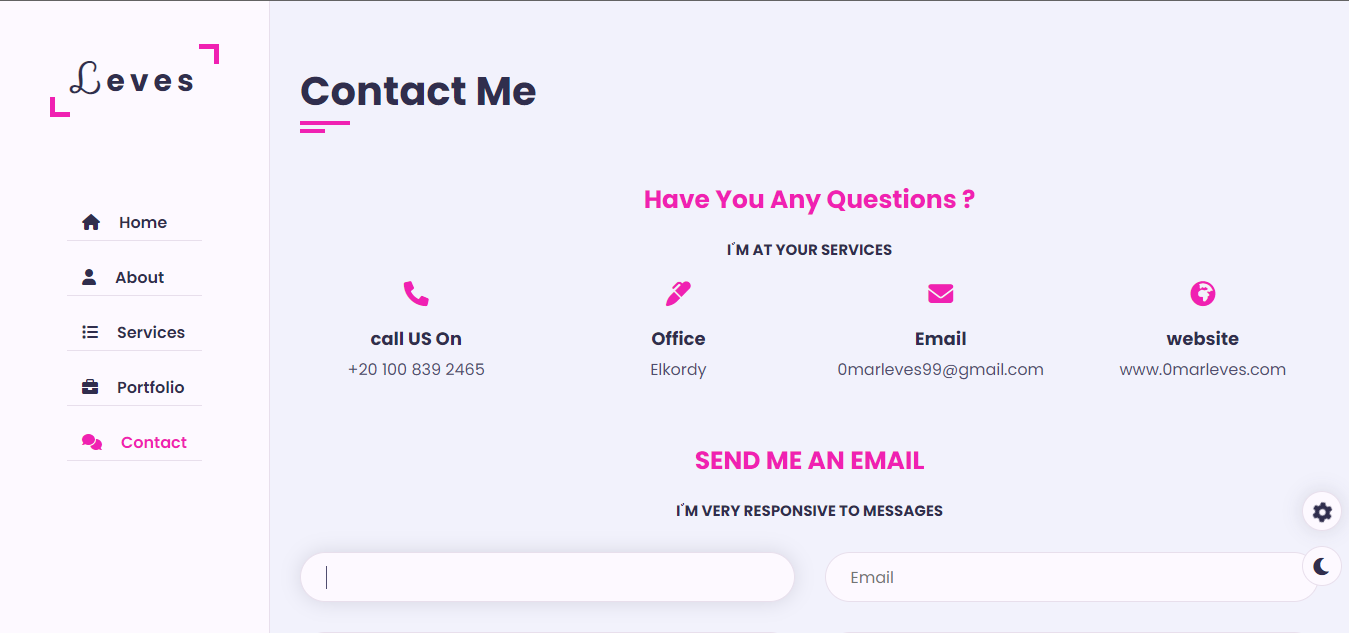 Leves
Home
About
Services
Portfolio
Contact
Contact Me
Have You Any Questions ?
I ́M AT YOUR SERVICES
call US On
+20 100 839 2465
Office
Elkordy
Email
0marleves99@gmail.com
website
www.0marleves.com
SEND ME AN EMAIL
I ́M VERY RESPONSIVE TO MESSAGES
Email